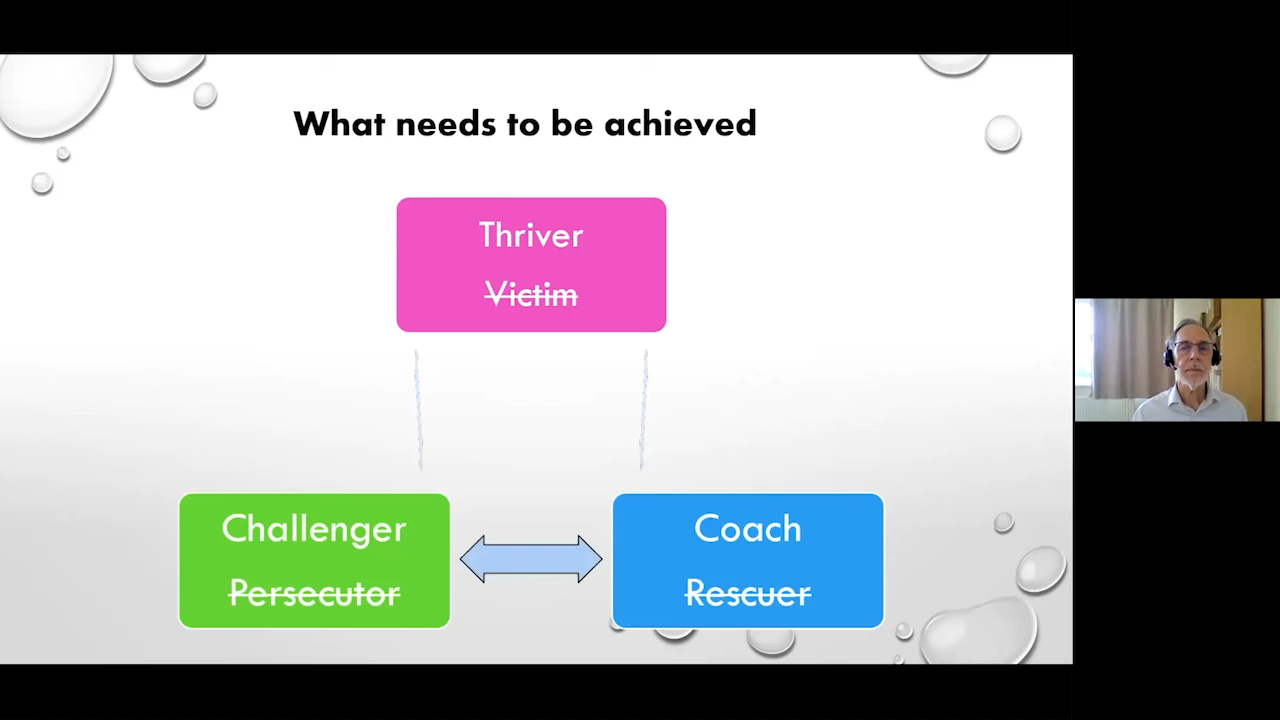 What needs to be achieved
Thriver
Victim
Challenger
Persecutor
Coach
Rescuer